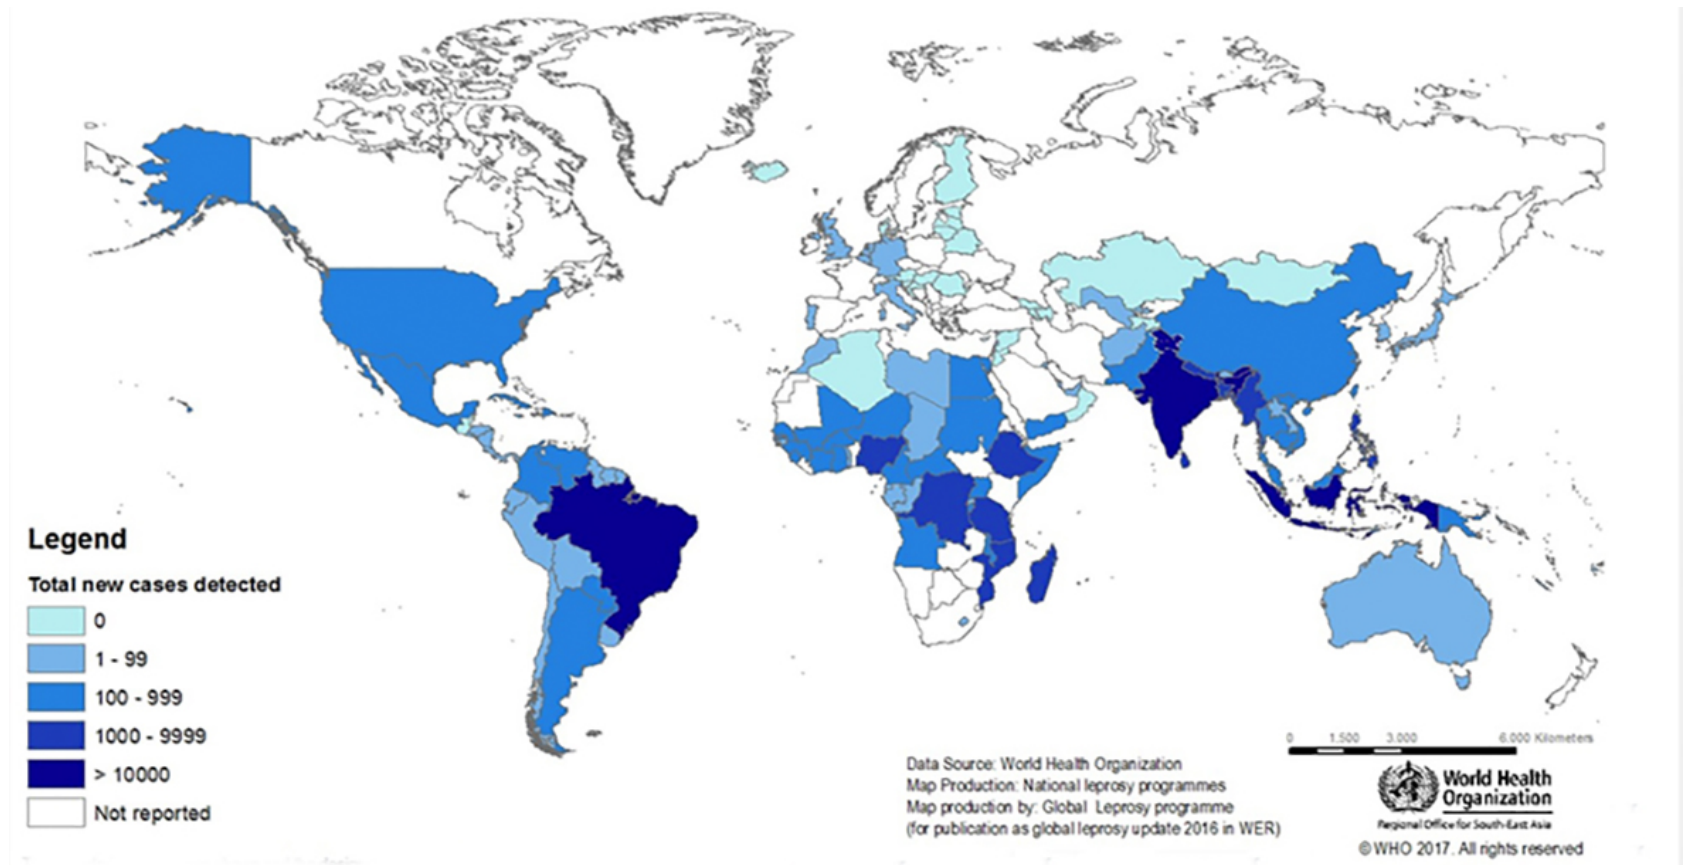 Legend
Total new cases detected
0
1 - 99
100 - 999
1000 - 9999
> 10000
Not reported
0 1.500 3.000 6.000 Kilometers
Data Source: World Health Organization
Map Production: National leprosy programmes
Map production by: Global Leprosy programme
(for publication as global leprosy update 2016 in WER)
World Health
Organization
Regional Office for South-East Asia
© WHO 2017. All rights reserved